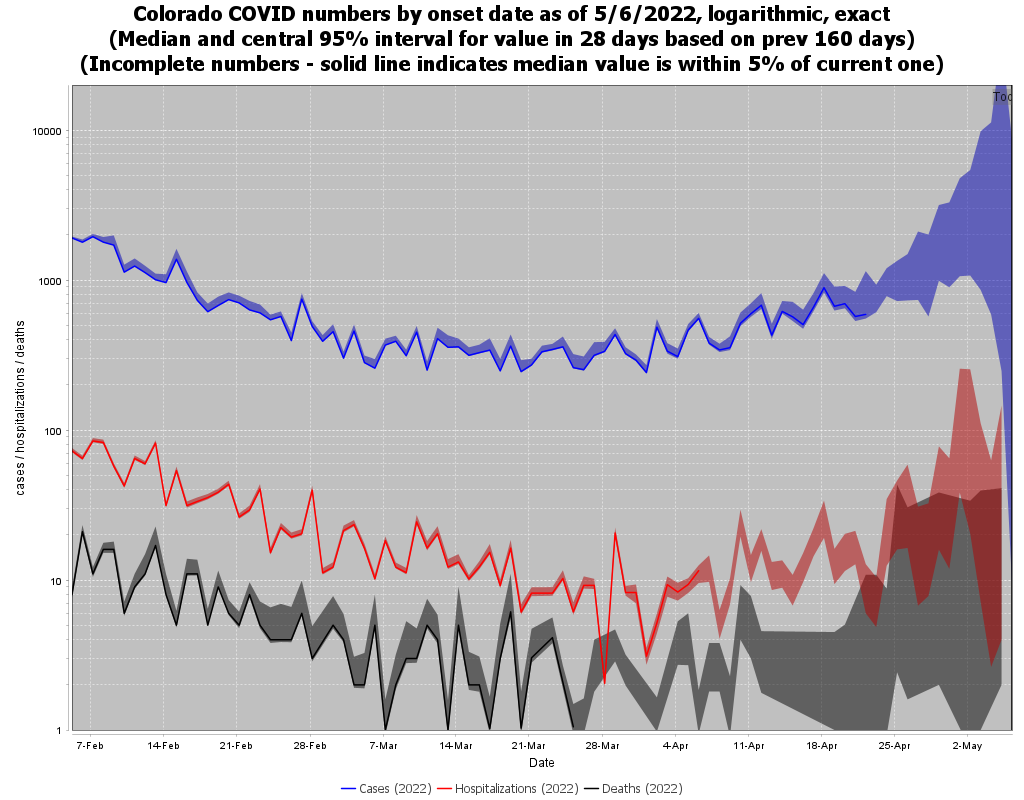 Colorado COVID numbers by onset date as of 5/6/2022, logarithmic, exact
(Median and central 95% interval for value in 28 days based on prev 160 days)
(Incomplete numbers - solid line indicates median value is within 5% of current one)
cases / hospitalizations / deaths
10000
1000
100
10
1
7-Feb 14-Feb 21-Feb 28-Feb 7-Mar 14-Mar 21-Mar 28-Mar 4-Apr 11-Apr 18-Apr 25-Apr 2-May
Date
Cases (2022) Hospitalizations (2022) Deaths (2022)